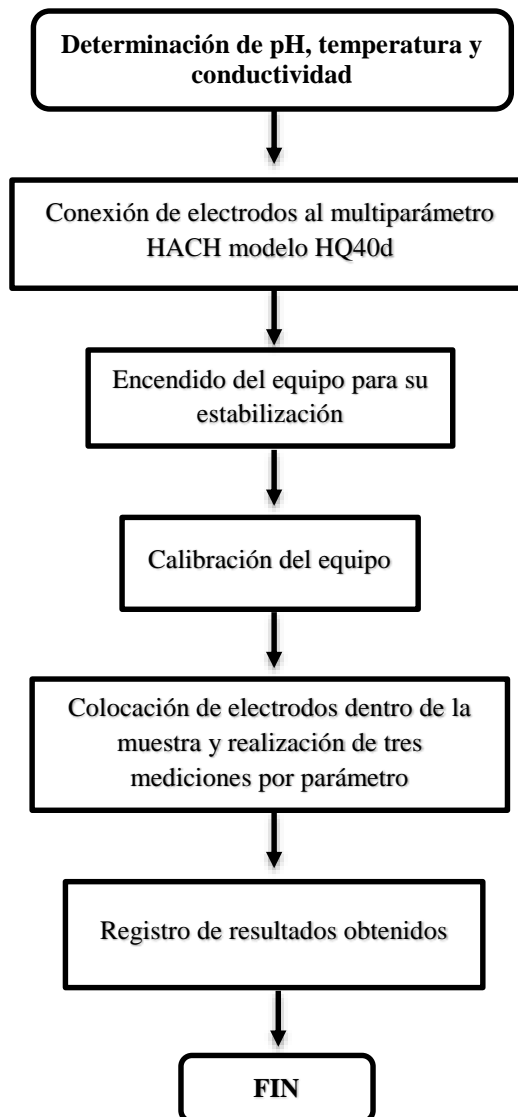 Determinación de pH, temperatura y
conductividad
Conexión de electrodos al multiparámetro
HACH modelo HQ40d
Encendido del equipo para su
estabilización
Calibración del equipo
Colocación de electrodos dentro de la
muestra y realización de tres
mediciones por parámetro
Registro de resultados obtenidos
FIN